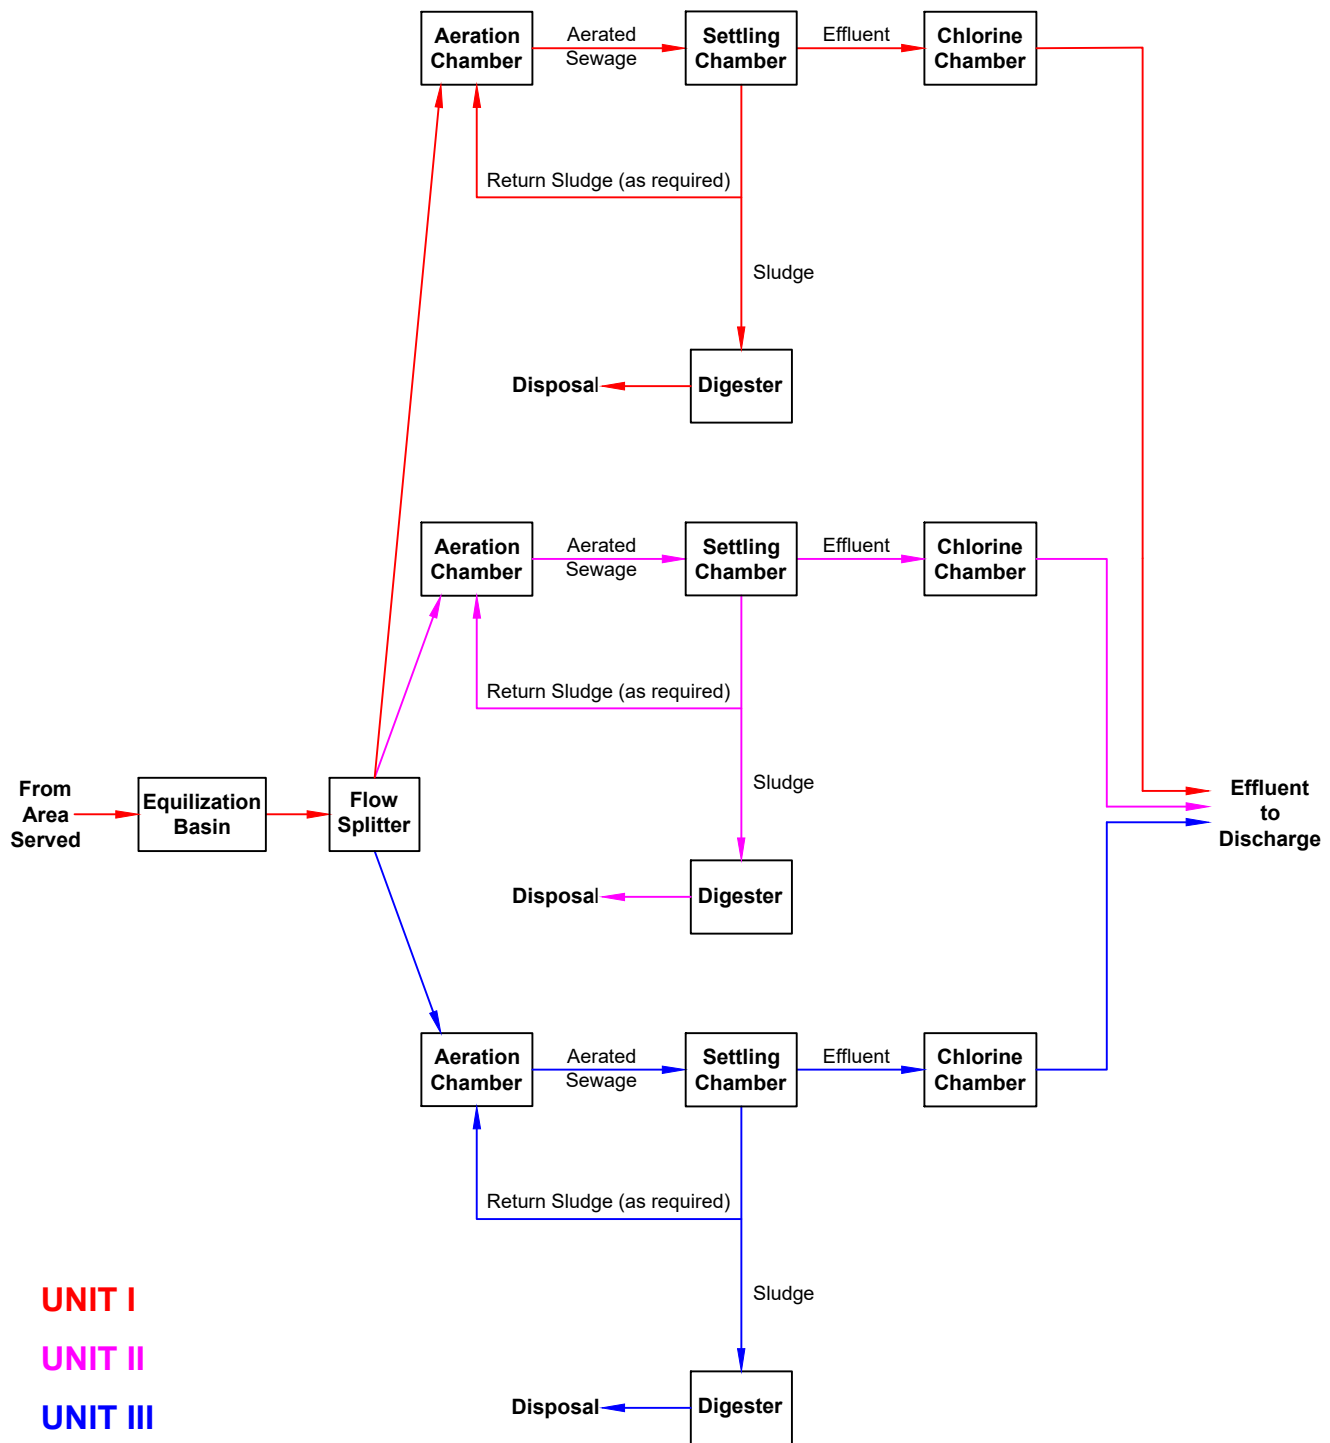 Aeration
Chamber
Aerated
Sewage
Settling
Chamber
Effluent
Chlorine
Chamber
Return Sludge (as required)
Sludge
Disposal
Digester
Aeration
Chamber
Aerated
Sewage
Settling
Chamber
Effluent
Chlorine
Chamber
Return Sludge (as required)
Sludge
From
Area
Served
Equilization
Basin
Flow
Splitter
Effluent
to
Discharge
Disposal
Digester
Aeration
Chamber
Aerated
Sewage
Settling
Chamber
Effluent
Chlorine
Chamber
Return Sludge (as required)
Sludge
Disposal
Digester
UNIT I
UNIT II
UNIT III